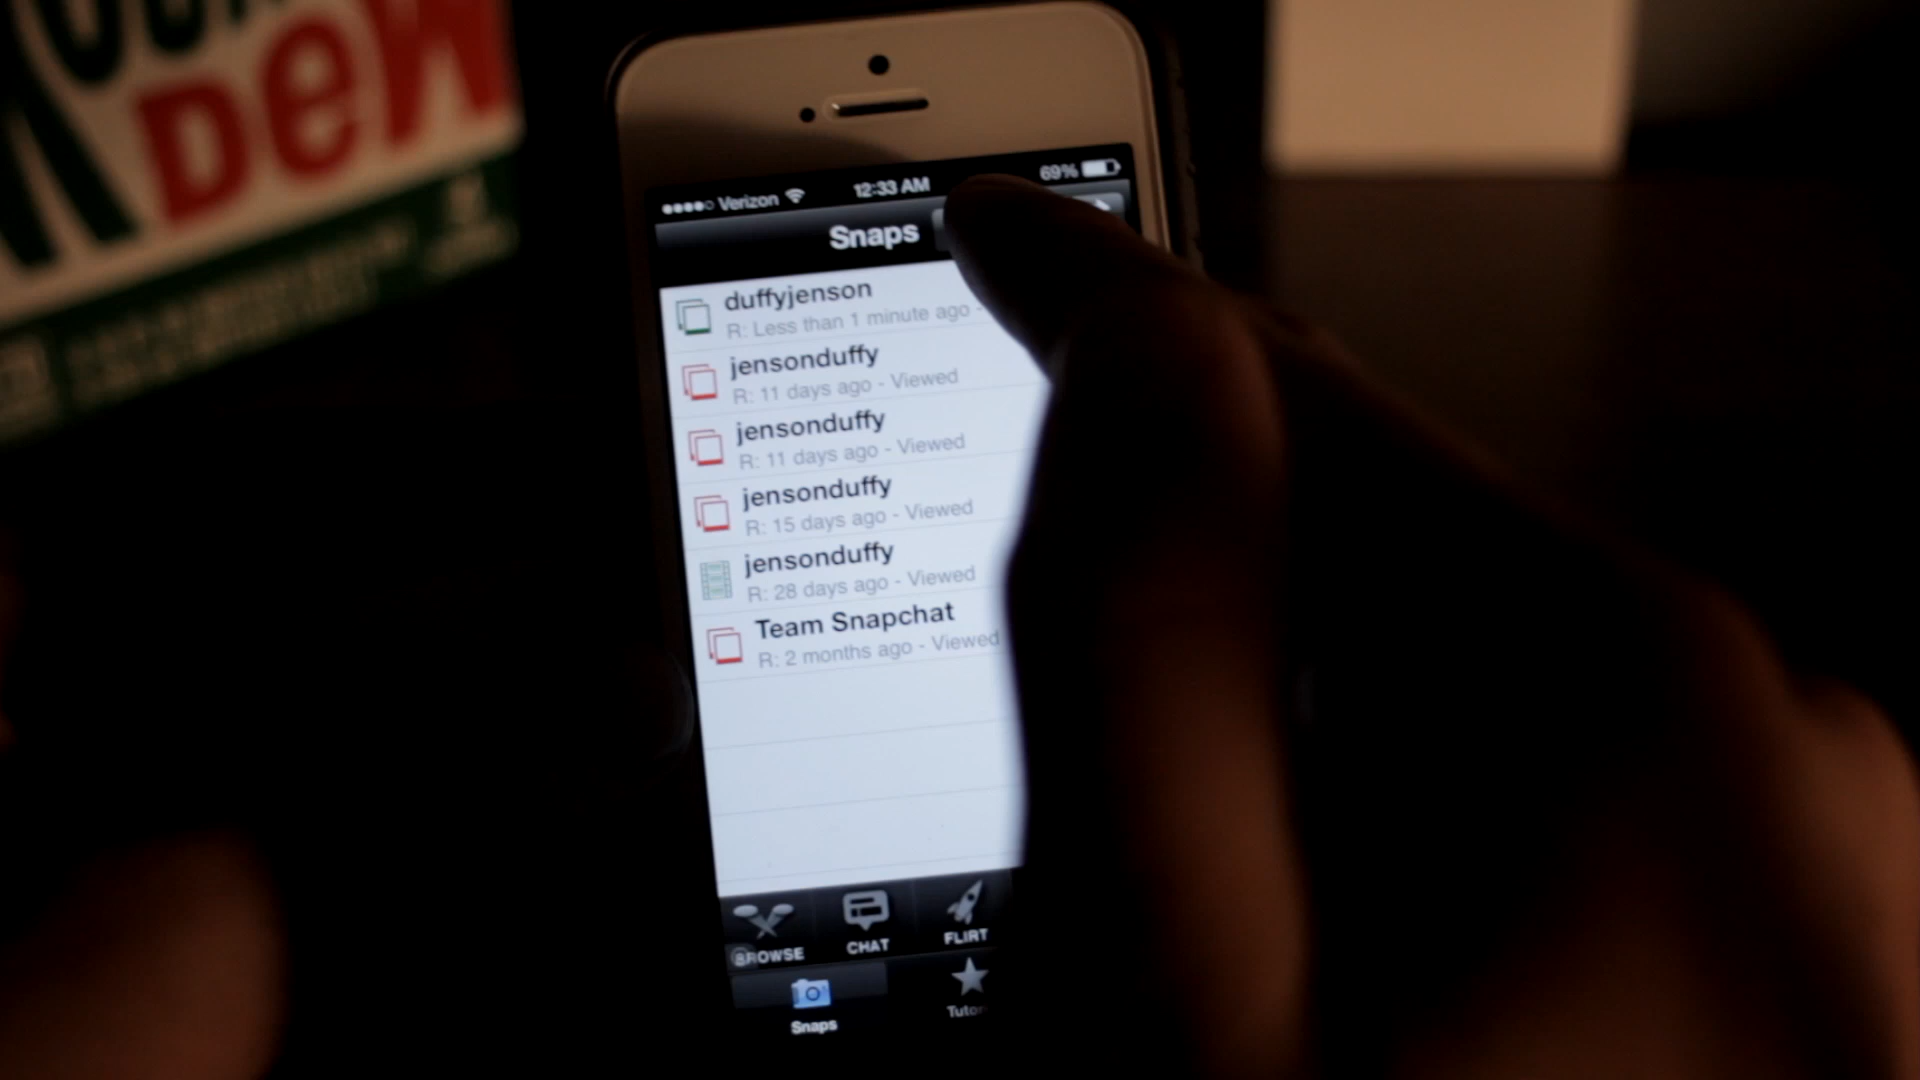 DeW
Verizon 12:33 AM 69%
Snaps
duffyjenson
R: Less than 1 minute ago -
jensonduffy
R: 11 days ago - Viewed
jensonduffy
R: 11 days ago - Viewed
jensonduffy
R: 15 days ago - Viewed
jensonduffy
R: 28 days ago - Viewed
Team Snapchat
R: 2 months ago - Viewed
BROWSE CHAT FLIRT
Snaps Tutor